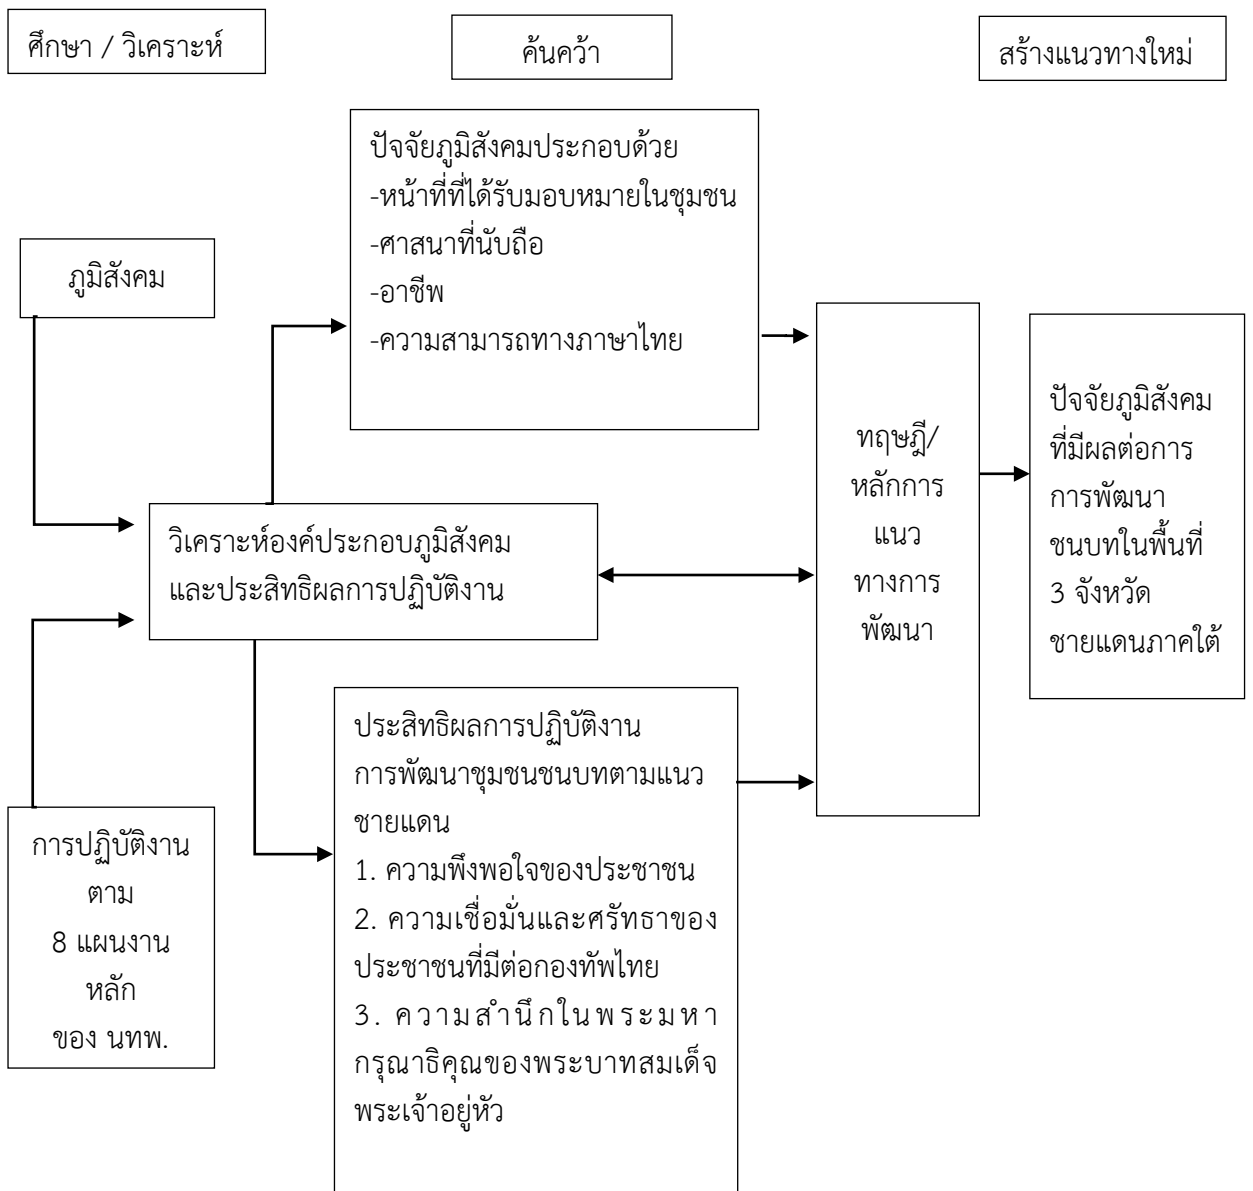 ศึกษา / วิเคราะห์
ค้นคว้า
สร้างแนวทางใหม่
ปัจจัยภูมิสังคมประกอบด้วย
-หน้าที่ที่ได้รับมอบหมายในชุมชน
-ศาสนาที่นับถือ
-อาชีพ
-ความสามารถทางภาษาไทย
ภูมิสังคม
วิเคราะห์องค์ประกอบภูมิสังคม
และประสิทธิผลการปฏิบัติงาน
ทฤษฎี/
หลักการ
แนว
ทางการ
พัฒนา
ปัจจัยภูมิสังคม
ที่มีผลต่อการ
การพัฒนา
ชนบทในพื้นที่
3 จังหวัด
ชายแดนภาคใต้
การปฏิบัติงาน
ตาม
8 แผนงาน
หลัก
ของ นทพ.
ประสิทธิผลการปฏิบัติงาน
การพัฒนาชุมชนชนบทตามแนว
ชายแดน
1. ความพึงพอใจของประชาชน
2. ความเชื่อมั่นและศรัทธาของ
ประชาชนที่มีต่อกองทัพไทย
3. ความสำนึกในพระมหา
กรุณาธิคุณของพระบาทสมเด็จ
พระเจ้าอยู่หัว